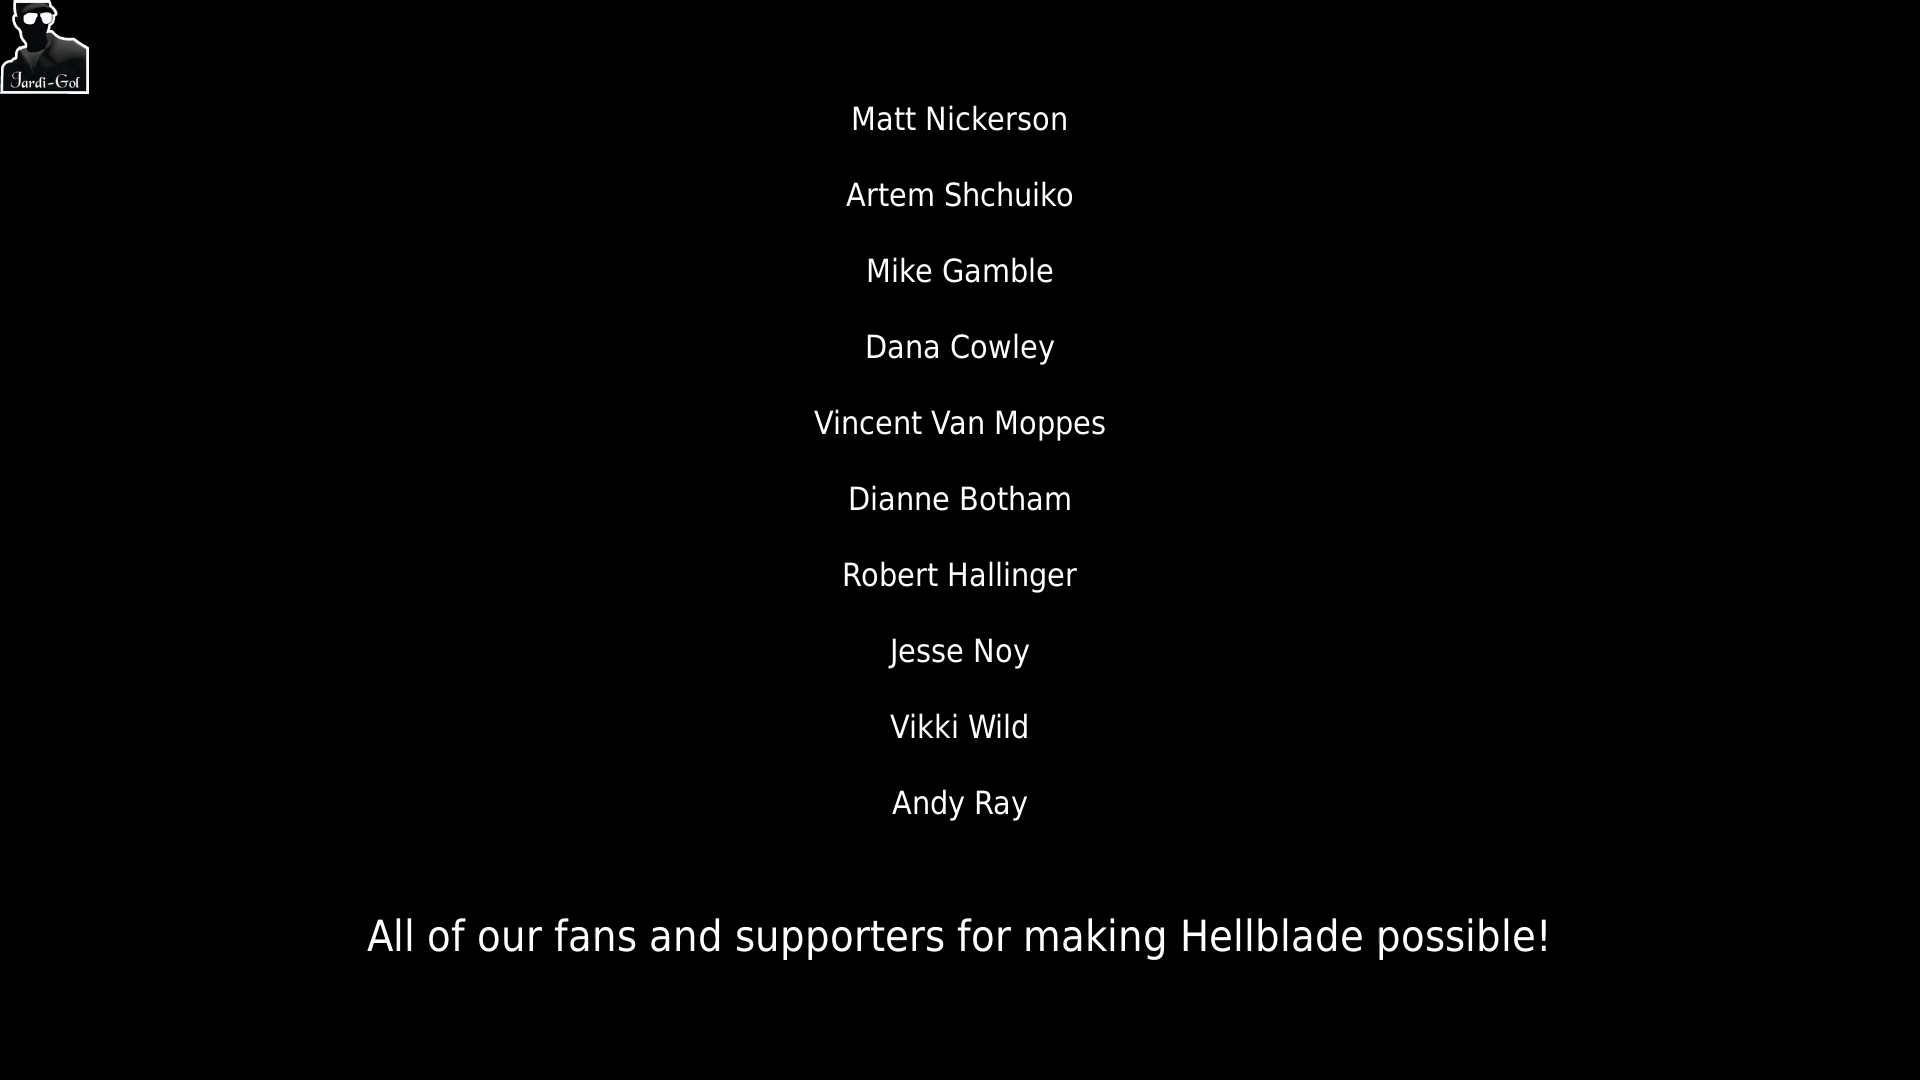 Jardi-Gol
Matt Nickerson
Artem Shchuiko
Mike Gamble
Dana Cowley
Vincent Van Moppes
Dianne Botham
Robert Hallinger
Jesse Noy
Vikki Wild
Andy Ray
All of our fans and supporters for making Hellblade possible!